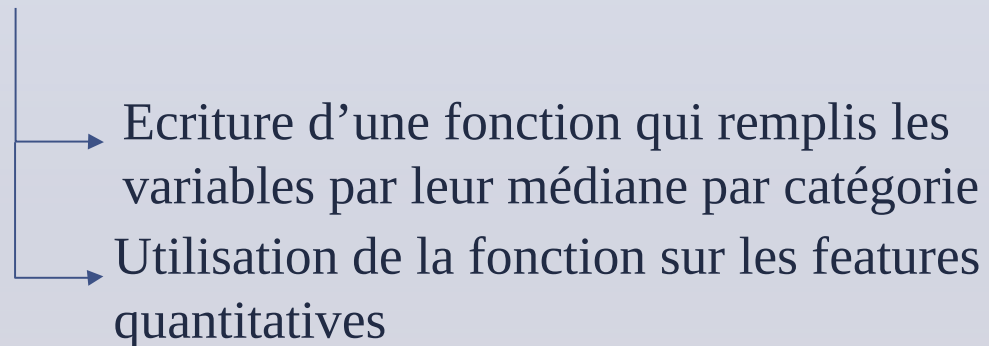 Ecriture d’une fonction qui remplis les
variables par leur médiane par catégorie
Utilisation de la fonction sur les features
quantitatives